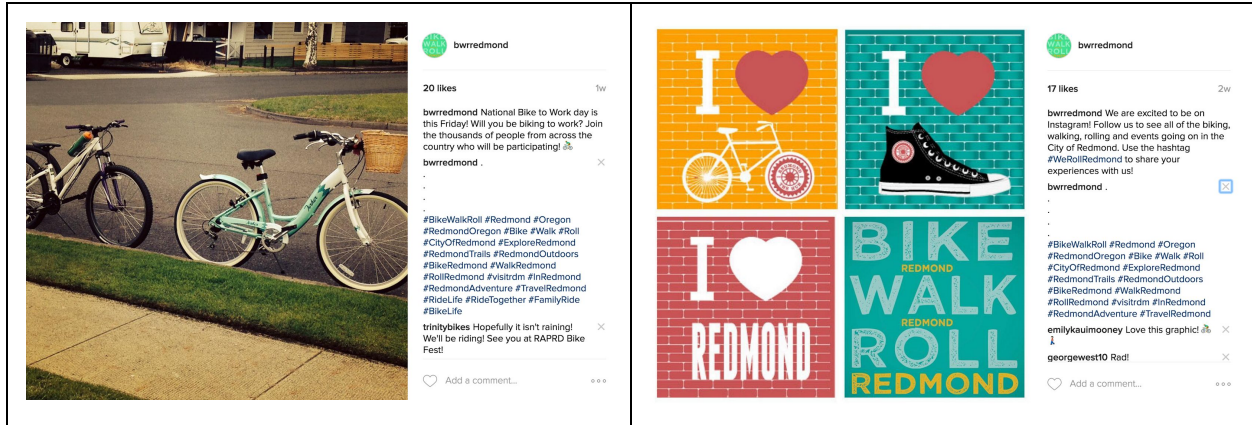 bwrredmond
20 likes
1w
bwrredmond National Bike to Work day is
this Friday! Will you be biking to work? Join
the thousands of people from across the
country who will be participating! 🚲
bwrredmond .
.
.
.
.
#BikeWalkRoll #Redmond #Oregon
#RedmondOregon #Bike #Walk #Roll
#CityOfRedmond #ExploreRedmond
#RedmondTrails #RedmondOutdoors
#BikeRedmond #WalkRedmond
#RollRedmond #visitrdm #InRedmond
#RedmondAdventure #TravelRedmond
#RideLife #RideTogether #FamilyRide
#BikeLife
trinitybikes Hopefully it isn't raining!
We'll be riding! See you at RAPRD Bike
Fest!
Add a comment...
I
I
I
REDMOND
BIKE
REDMOND
WALK
REDMOND
ROLL
REDMOND
WALK
ROLL
bwrredmond
17 likes
2w
bwrredmond We are excited to be on
Instagram! Follow us to see all of the biking,
walking, rolling and events going on in the
City of Redmond. Use the hashtag
#WeRollRedmond to share your
experiences with us!
bwrredmond .
.
.
.
#BikeWalkRoll #Redmond #Oregon
#RedmondOregon #Bike #Walk #Roll
#CityOfRedmond #ExploreRedmond
#RedmondTrails #RedmondOutdoors
#BikeRedmond #WalkRedmond
#RollRedmond #visitrdm #InRedmond
#RedmondAdventure #TravelRedmond
emilykauimooney Love this graphic! 🚲
🚶
georgewest10 Rad!
Add a comment...